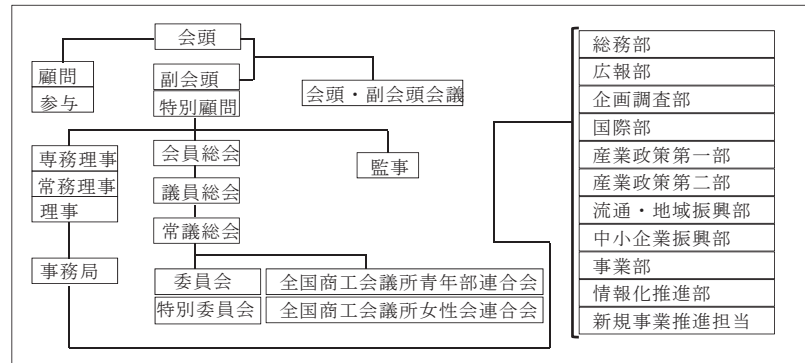 会頭
顧問
参与
副会頭
特別顧問
会頭・副会頭会議
専務理事
常務理事
理事
会員総会
監事
議員総会
常議総会
事務局
委員会
特別委員会
全国商工会議所青年部連合会
全国商工会議所女性会連合会
総務部
広報部
企画調査部
国際部
産業政策第一部
産業政策第二部
流通・地域振興部
中小企業振興部
事業部
情報化推進部
新規事業推進担当